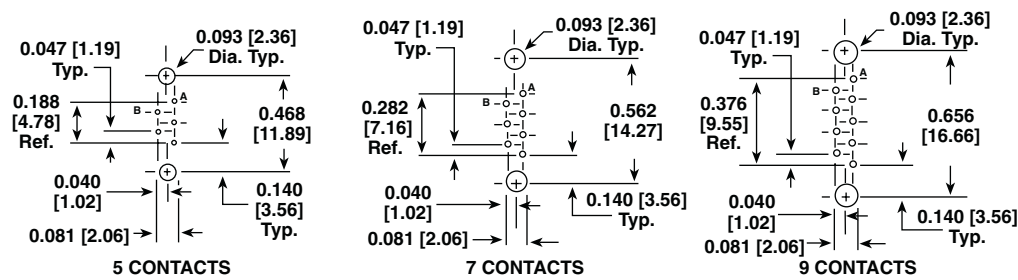 0.047 [1.19]
Typ.
0.093 [2.36]
Dia. Typ.
A
B
0.188
[4.78]
Ref.
0.468
[11.89]
0.040
[1.02]
0.140
[3.56]
Typ.
0.081 [2.06]
5 CONTACTS
0.047 [1.19]
Typ.
0.093 [2.36]
Dia. Typ.
A
B
0.282
[7.16]
Ref.
0.562
[14.27]
0.040
[1.02]
0.140 [3.56]
Typ.
0.081 [2.06]
7 CONTACTS
0.047 [1.19]
Typ.
0.093 [2.36]
Dia. Typ.
A
B
0.376
[9.55]
Ref.
0.656
[16.66]
0.040
[1.02]
0.140 [3.56]
Typ.
0.081 [2.06]
9 CONTACTS